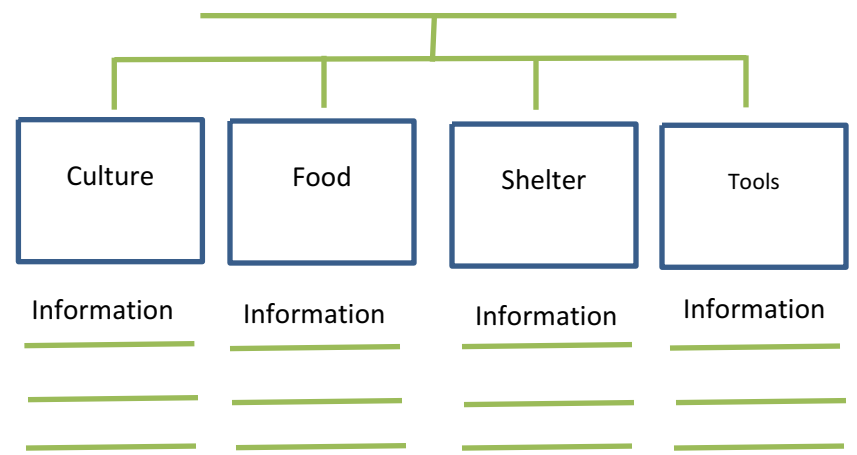 Culture
Food
Shelter
Tools
Information
Information
Information
Information